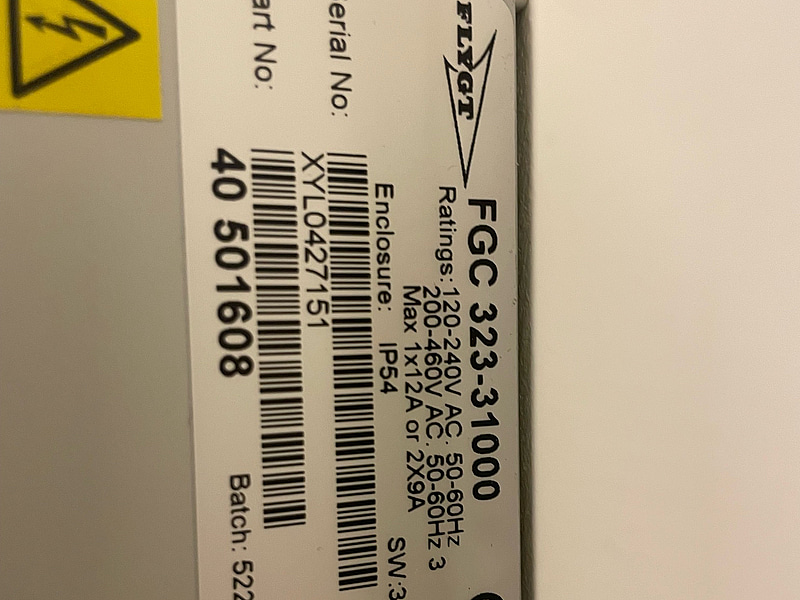 FLYGT
FGC 323-31000
Ratings: 120-240V AC. 50-60Hz
200-460V AC. 50-60Hz 3
Max 1x12A or 2X9A
Enclosure: IP54
SW:3
erial No:
XYL0427151
art No:
40 501608
Batch: 522